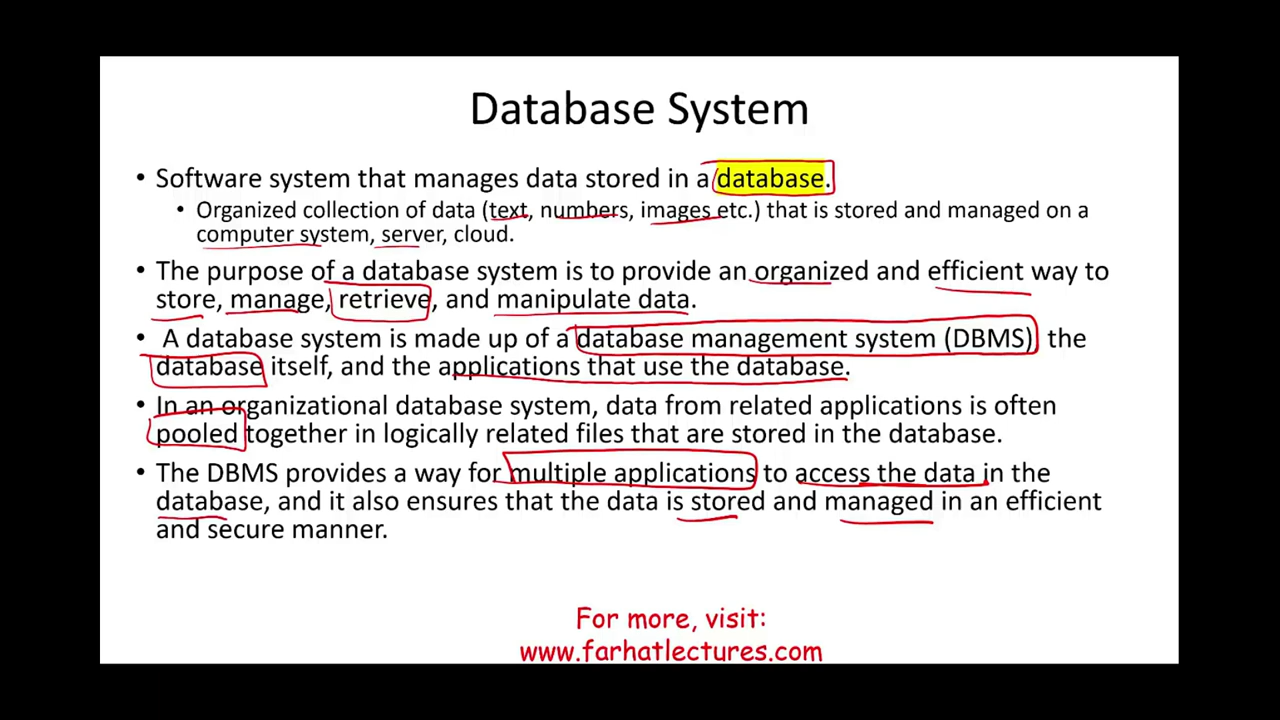 Database System
• Software system that manages data stored in a database.
• Organized collection of data (text, numbers, images etc.) that is stored and managed on a
computer system, server, cloud.
• The purpose of a database system is to provide an organized and efficient way to
store, manage, retrieve, and manipulate data.
• A database system is made up of a database management system (DBMS), the
database itself, and the applications that use the database.
• In an organizational database system, data from related applications is often
pooled together in logically related files that are stored in the database.
• The DBMS provides a way for multiple applications to access the data in the
database, and it also ensures that the data is stored and managed in an efficient
and secure manner.
For more, visit:
www.farhatlectures.com